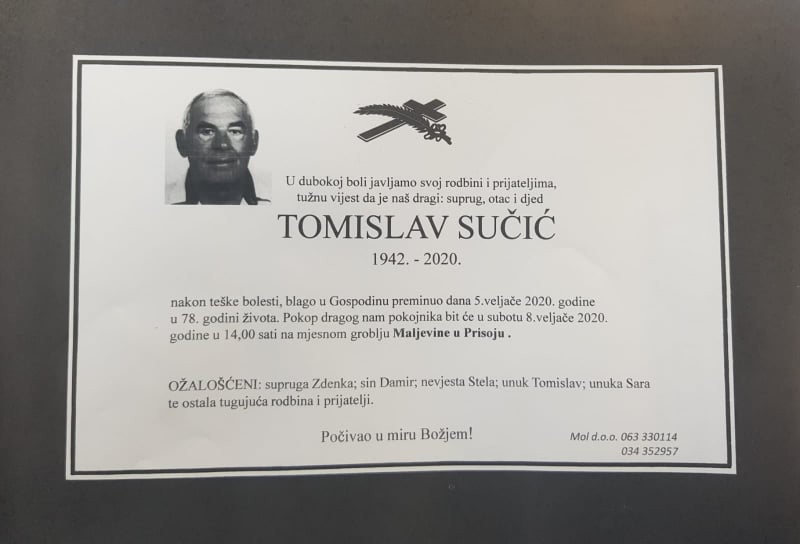 U dubokoj boli javljamo svoj rodbini i prijateljima,
tužnu vijest da je naš dragi: suprug, otac i djed
TOMISLAV SUČIĆ
1942. - 2020.
nakon teške bolesti, blago u Gospodinu preminuo dana 5.veljače 2020. godine
u 78. godini života. Pokop dragog nam pokojnika bit će u subotu 8.veljače 2020.
godine u 14,00 sati na mjesnom groblju Maljevine u Prisoju .
OŽALOŠĆENI: supruga Zdenka; sin Damir; nevjesta Stela; unuk Tomislav; unuka Sara
te ostala tugujuća rodbina i prijatelji.
Počivao u miru Božjem!
Mol d.o.o. 063 330114
034 352957